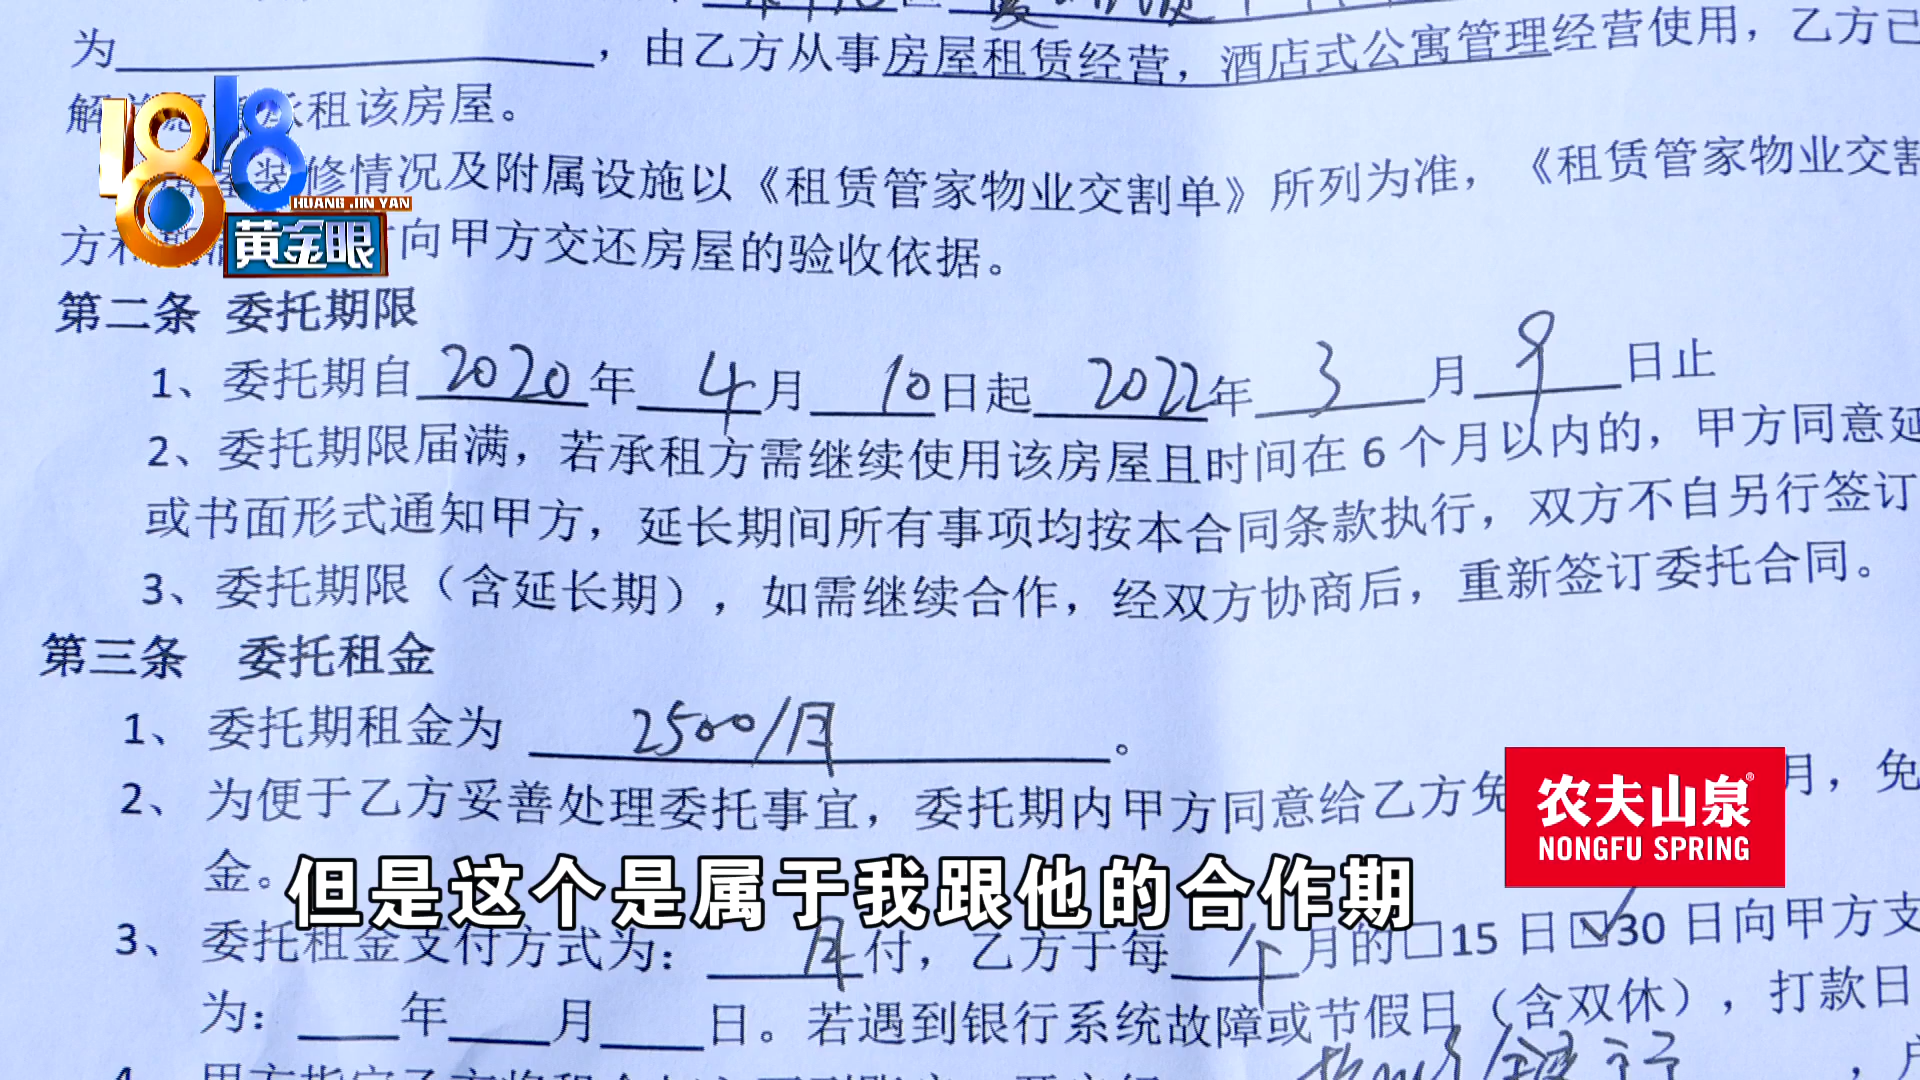 为，由乙方从事房屋租赁经营，酒店式公寓管理经营使用，乙方已
解 承租该房屋。
装修情况及附属设施以《租赁管家物业交割单》所列为准，《租赁管家物业交割
方和 向甲方交还房屋的验收依据。
1818
HUANG JIN YAN
黄金眼
第二条 委托期限
1、委托期自2020年4月10日起2022年3月9日止
2、委托期限届满，若承租方需继续使用该房屋且时间在6个月以内的，甲方同意延
或书面形式通知甲方，延长期间所有事项均按本合同条款执行，双方不自另行签订
3、委托期限（含延长期），如需继续合作，经双方协商后，重新签订委托合同。
第三条 委托租金
1、委托期租金为 2500/月。
2、为便于乙方妥善处理委托事宜，委托期内甲方同意给乙方免 月，免
金。
农夫山泉®
NONGFU SPRING
但是这个是属于我跟他的合作期
3、委托租金支付方式为：月付，乙方于每个月的□15日☑30日向甲方支
为：____年____月____日。若遇到银行系统故障或节假日（含双休），打款日